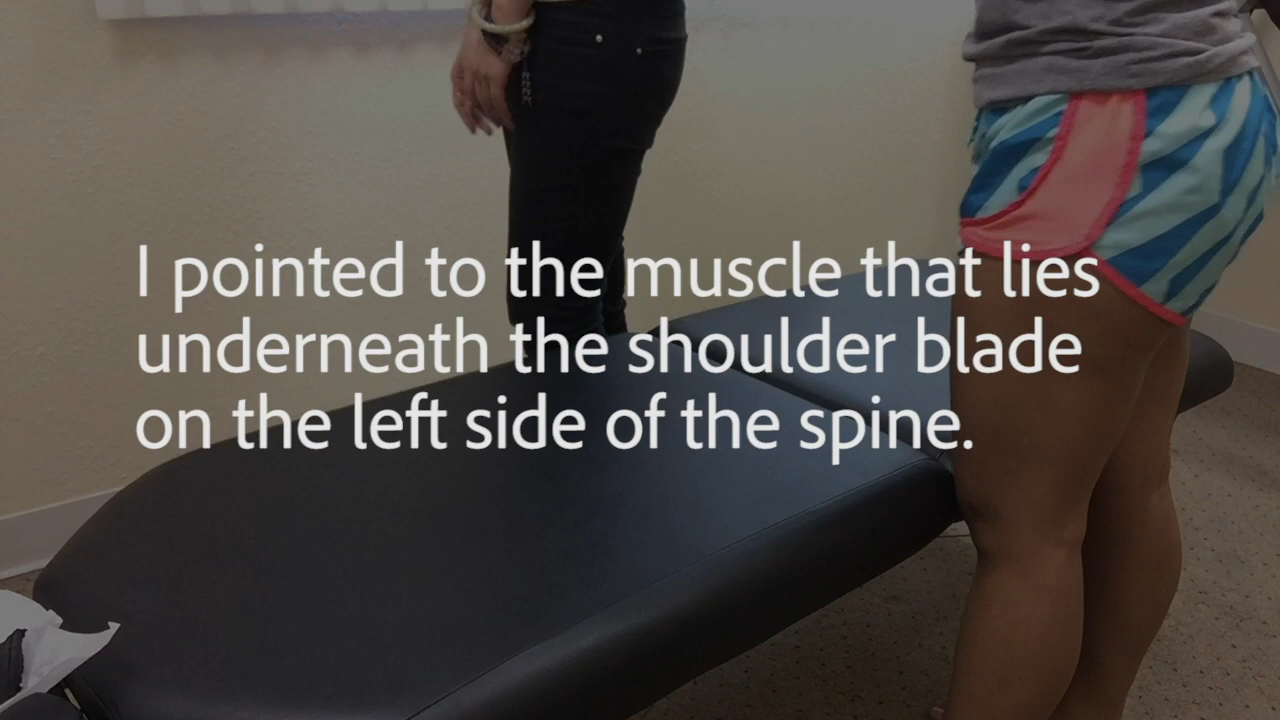 I pointed to the muscle that lies
underneath the shoulder blade
on the left side of the spine.